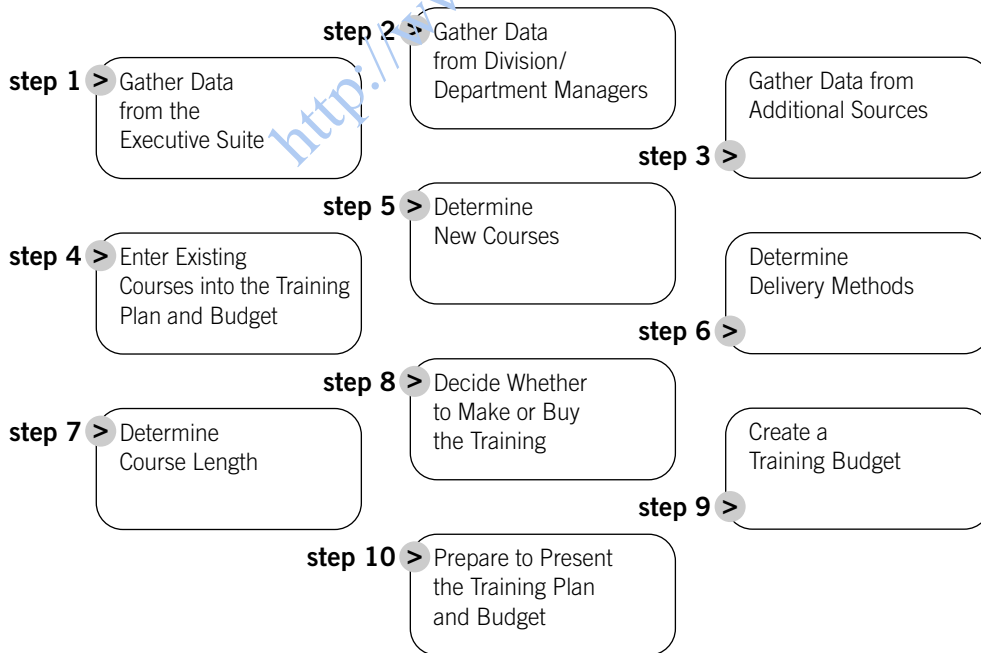 step 1 > Gather Data
from the
Executive Suite
step 2 > Gather Data
from Division/
Department Managers
step 3 >
Gather Data from
Additional Sources
step 4 > Enter Existing
Courses into the Training
Plan and Budget
step 5 > Determine
New Courses
step 6 >
Determine
Delivery Methods
step 7 > Determine
Course Length
step 8 > Decide Whether
to Make or Buy
the Training
step 9 >
Create a
Training Budget
step 10 > Prepare to Present
the Training Plan
and Budget
http://w